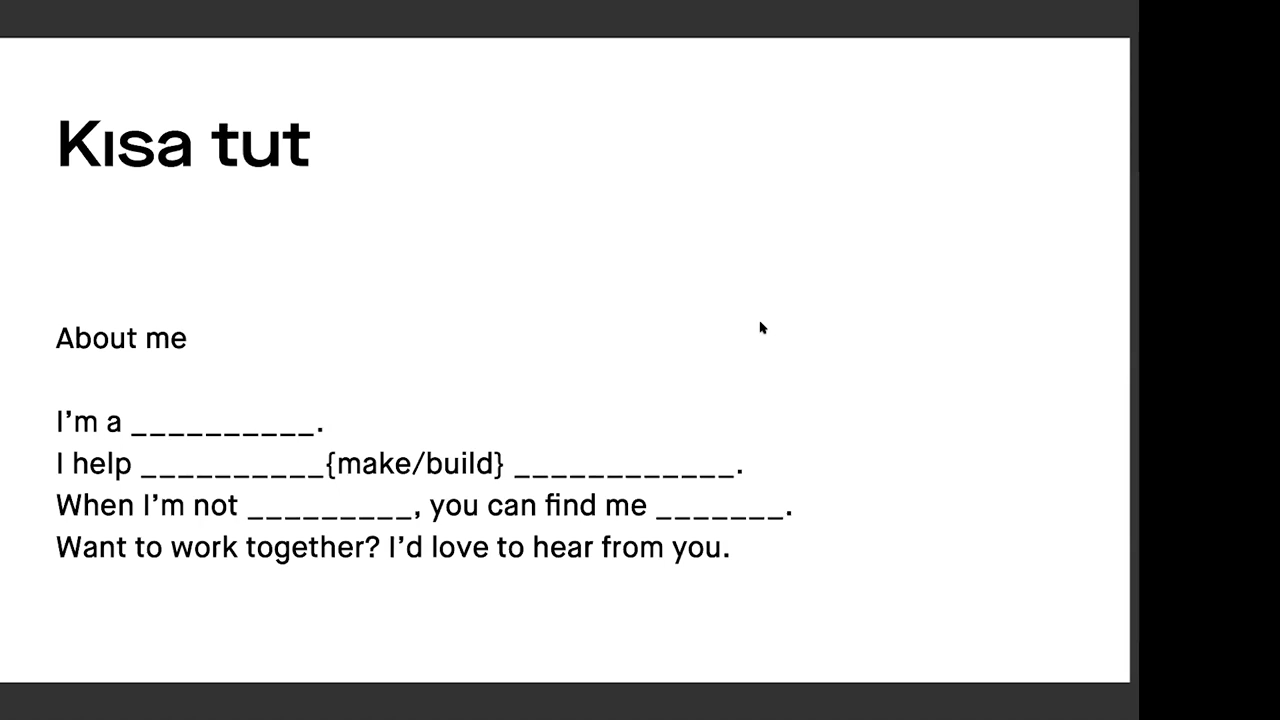 Kısa tut
About me
I’m a __________.
I help __________{make/build} ____________.
When I’m not _________, you can find me _______.
Want to work together? I’d love to hear from you.